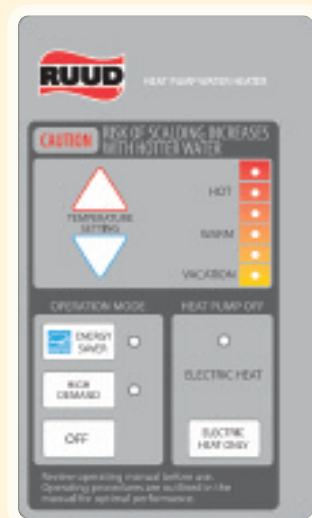 RUUD
HEAT PUMP WATER HEATER
CAUTION
RISK OF SCALDING INCREASES
WITH HOTTER WATER
TEMPERATURE
SETTING
HOT
WARM
VACATION
OPERATION MODE
ENERGY
SAVER
HIGH
DEMAND
OFF
HEAT PUMP OFF
ELECTRIC HEAT
ELECTRIC
HEAT ONLY
Review operating manual before use.
Operating procedures are outlined in the
manual for optimal performance.